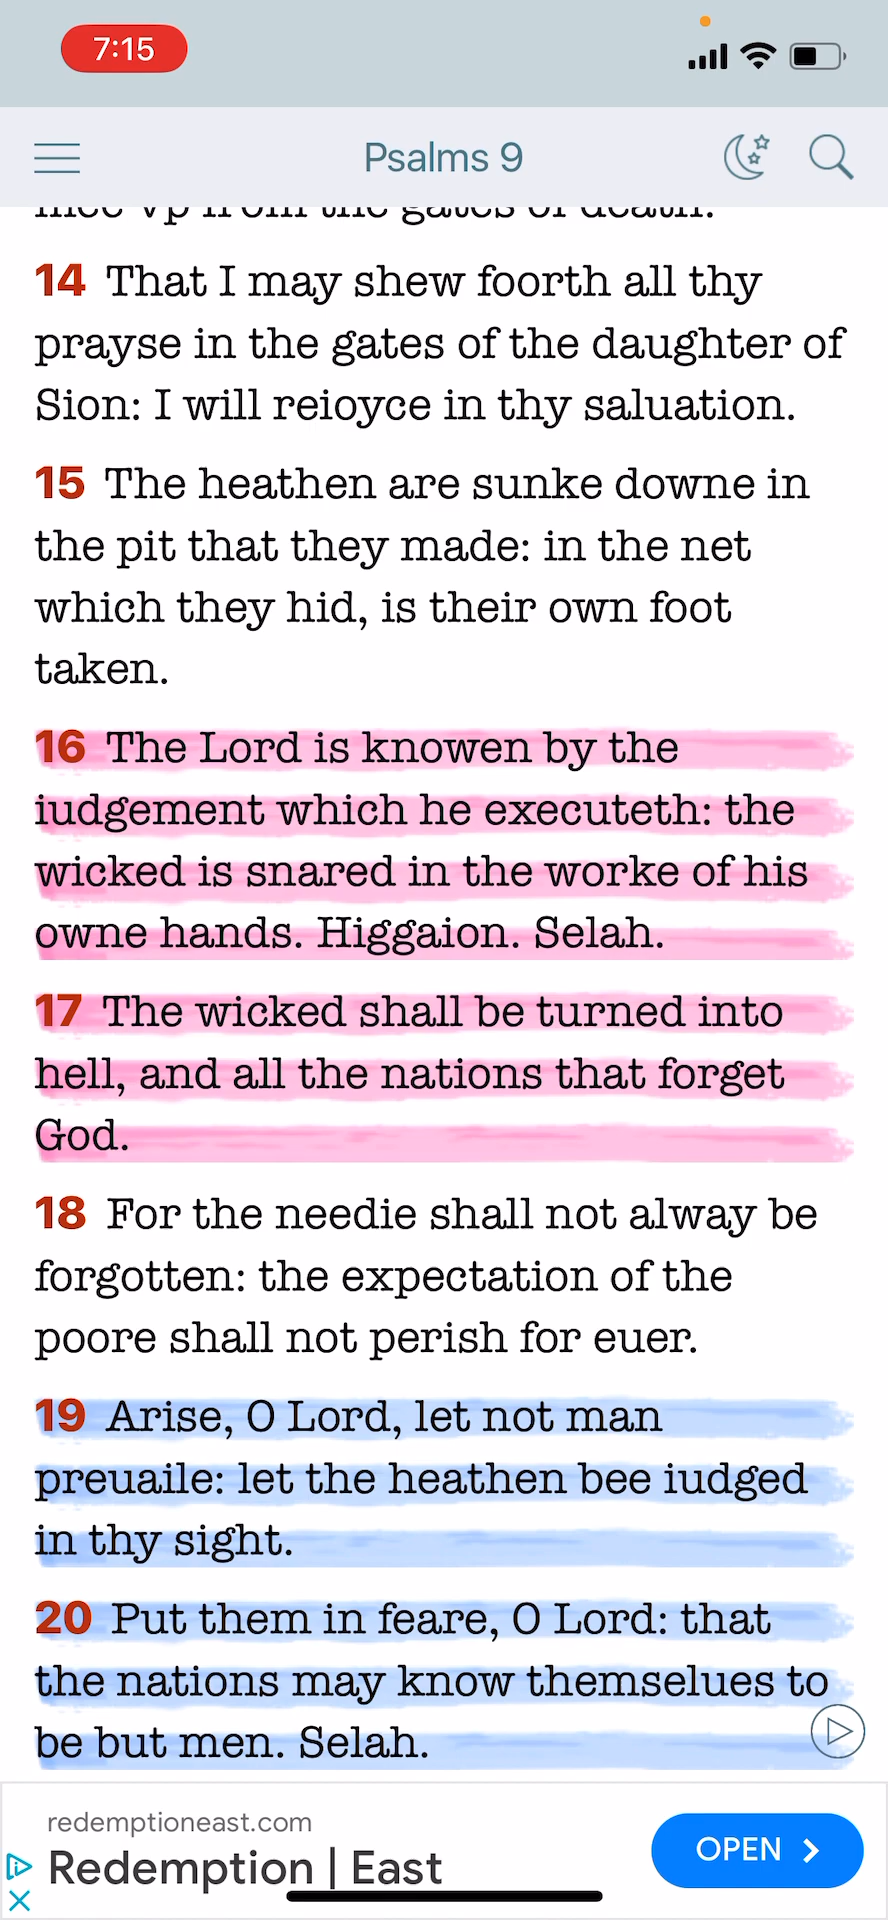 7:15
Psalms 9
mee vp from the gates of death.
14 That I may shew foorth all thy
prayse in the gates of the daughter of
Sion: I will reioyce in thy saluation.
15 The heathen are sunke downe in
the pit that they made: in the net
which they hid, is their own foot
taken.
16 The Lord is knowen by the
iudgement which he executeth: the
wicked is snared in the worke of his
owne hands. Higgaion. Selah.
17 The wicked shall be turned into
hell, and all the nations that forget
God.
18 For the needie shall not alway be
forgotten: the expectation of the
poore shall not perish for euer.
19 Arise, O Lord, let not man
preuaile: let the heathen bee iudged
in thy sight.
20 Put them in feare, O Lord: that
the nations may know themselues to
be but men. Selah.
redemptioneast.com
Redemption | East
OPEN